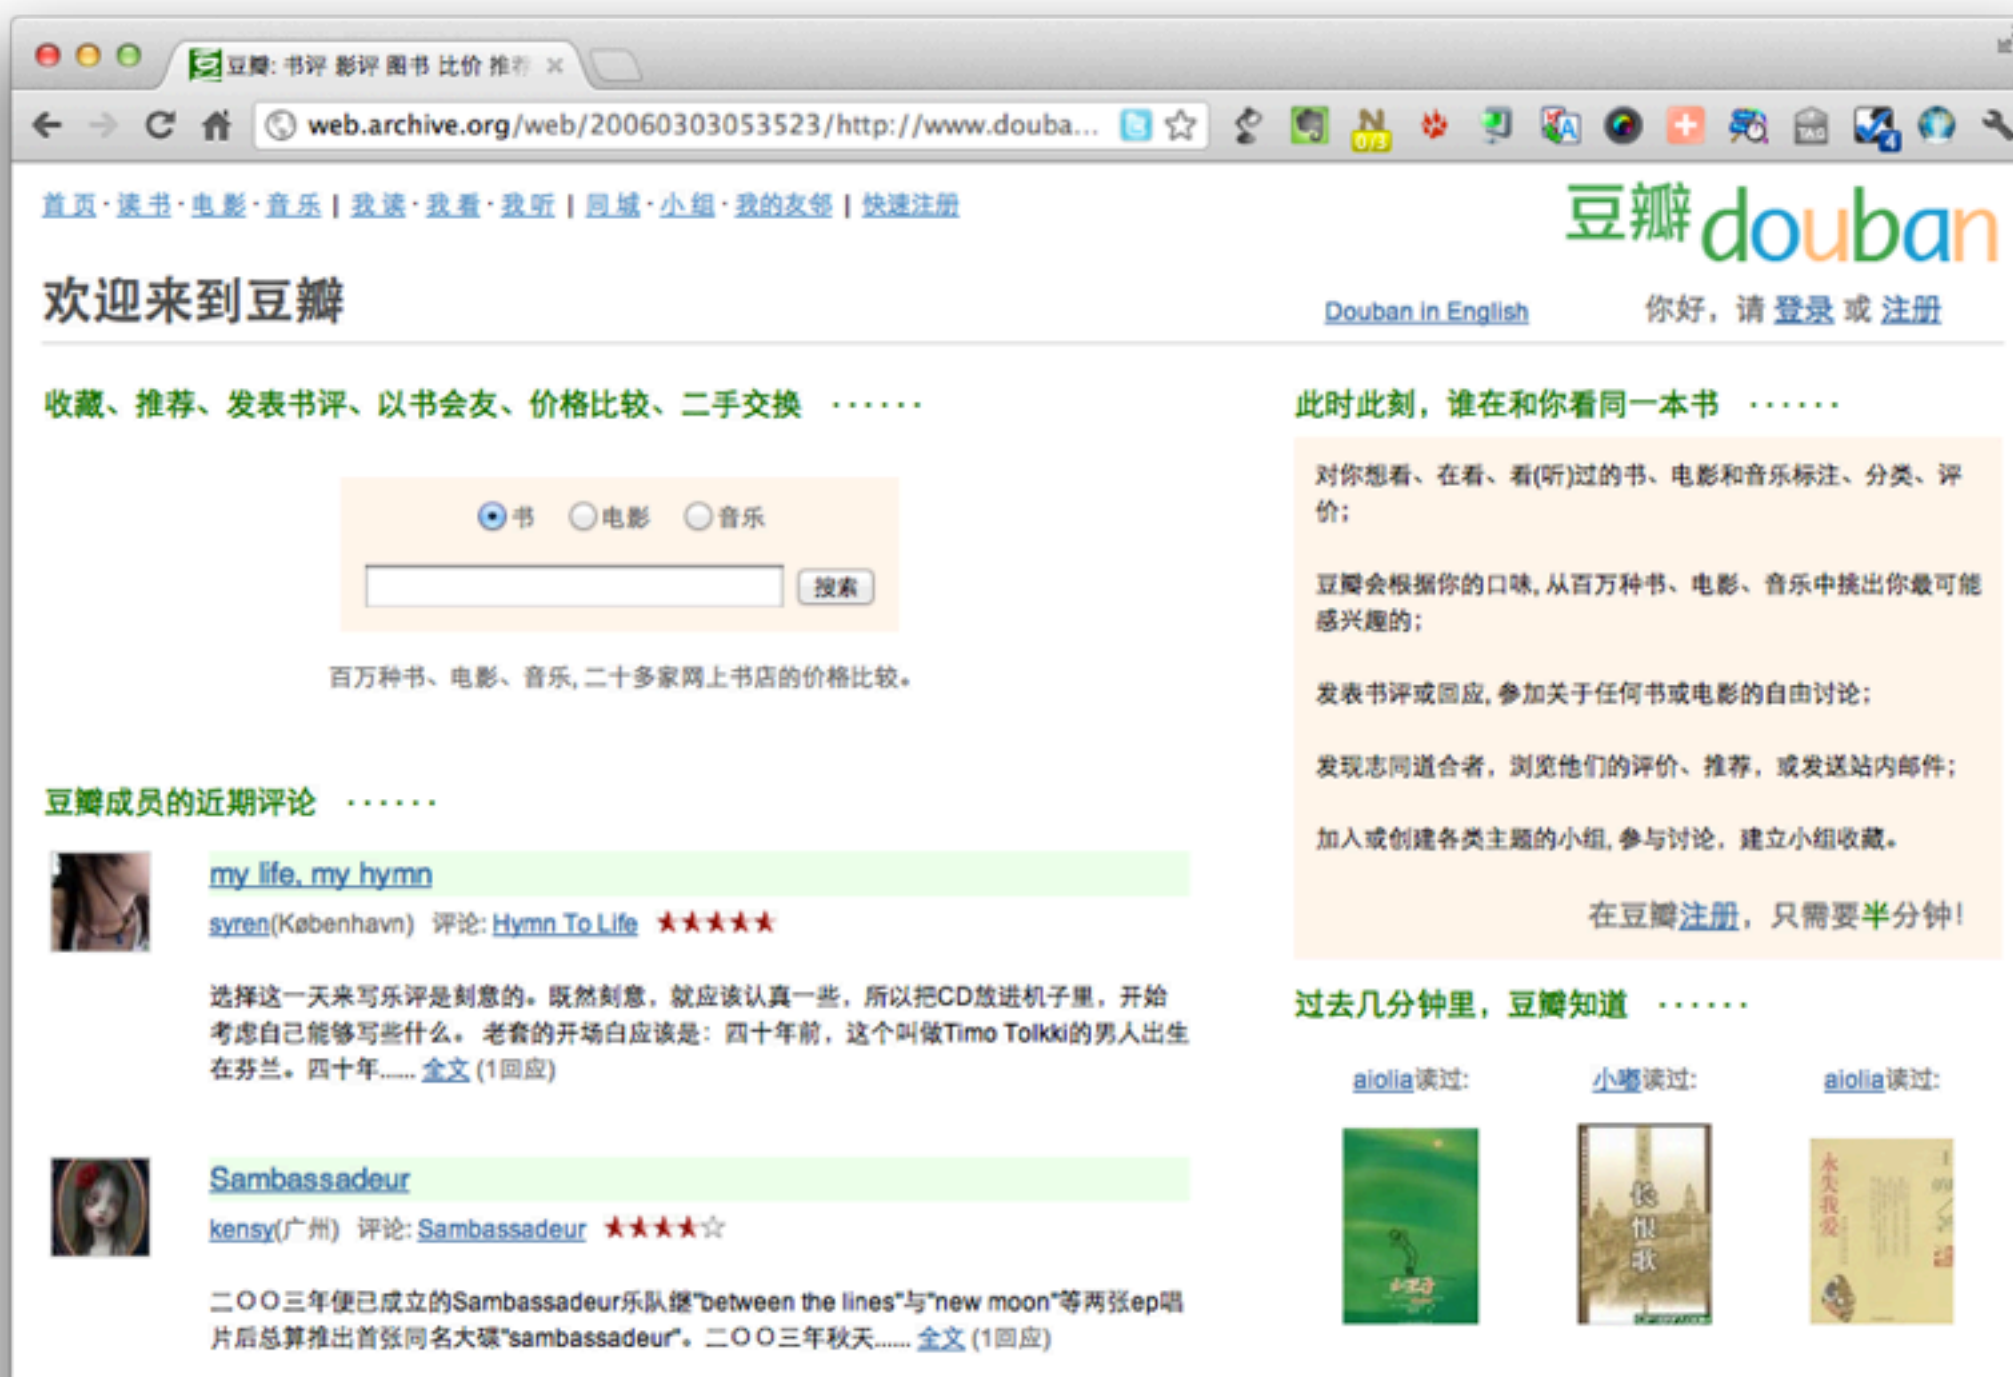 豆瓣: 书评 影评 图书 比价 推荐
web.archive.org/web/20060303053523/http://www.douba...
N
0/3
TAG
4
首页 · 读书 · 电影 · 音乐 | 我读 · 我看 · 我听 | 同城 · 小组 · 我的友邻 | 快速注册
豆瓣 douban
欢迎来到豆瓣
Douban in English
你好，请 登录 或 注册
收藏、推荐、发表书评、以书会友、价格比较、二手交换 · · · · · ·
书 电影 音乐
搜索
百万种书、电影、音乐, 二十多家网上书店的价格比较。
豆瓣成员的近期评论 · · · · · ·
my life, my hymn
syren(København) 评论: Hymn To Life ★★★★★
选择这一天来写乐评是刻意的。既然刻意，就应该认真一些，所以把CD放进机子里，开始
考虑自己能够写些什么。 老套的开场白应该是：四十年前，这个叫做Timo Tolkki的男人出生
在芬兰。四十年...... 全文 (1回应)
Sambassadeur
kensy(广州) 评论: Sambassadeur ★★★★☆
二〇〇三年便已成立的Sambassadeur乐队继"between the lines"与"new moon"等两张ep唱
片后总算推出首张同名大碟"sambassadeur"。二〇〇三年秋天...... 全文 (1回应)
此时此刻，谁在和你看同一本书 · · · · · ·
对你想看、在看、看(听)过的书、电影和音乐标注、分类、评
价；
豆瓣会根据你的口味, 从百万种书、电影、音乐中挑出你最可能
感兴趣的；
发表书评或回应, 参加关于任何书或电影的自由讨论；
发现志同道合者，浏览他们的评价、推荐，或发送站内邮件；
加入或创建各类主题的小组, 参与讨论，建立小组收藏。
在豆瓣注册，只需要半分钟！
过去几分钟里，豆瓣知道 · · · · · ·
aiolia读过:
小嘟读过:
aiolia读过:
小王子
长恨歌
永失我爱